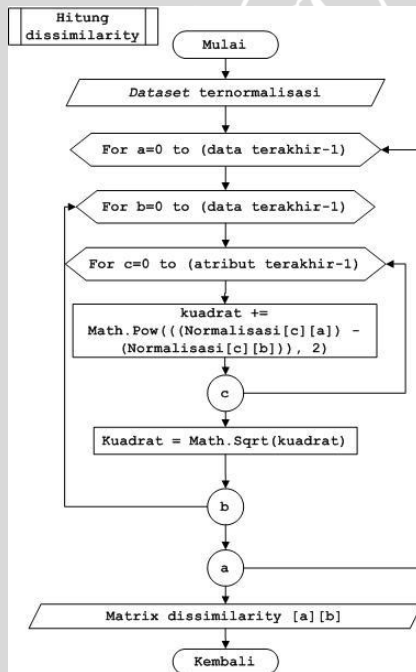 Hitung
dissimilarity
Mulai
Dataset ternormalisasi
For a=0 to (data terakhir-1)
For b=0 to (data terakhir-1)
For c=0 to (atribut terakhir-1)
kuadrat +=
Math.Pow(((Normalisasi[c][a]) -
(Normalisasi[c][b])), 2)
c
Kuadrat = Math.Sqrt(kuadrat)
b
a
Matrix dissimilarity [a][b]
Kembali